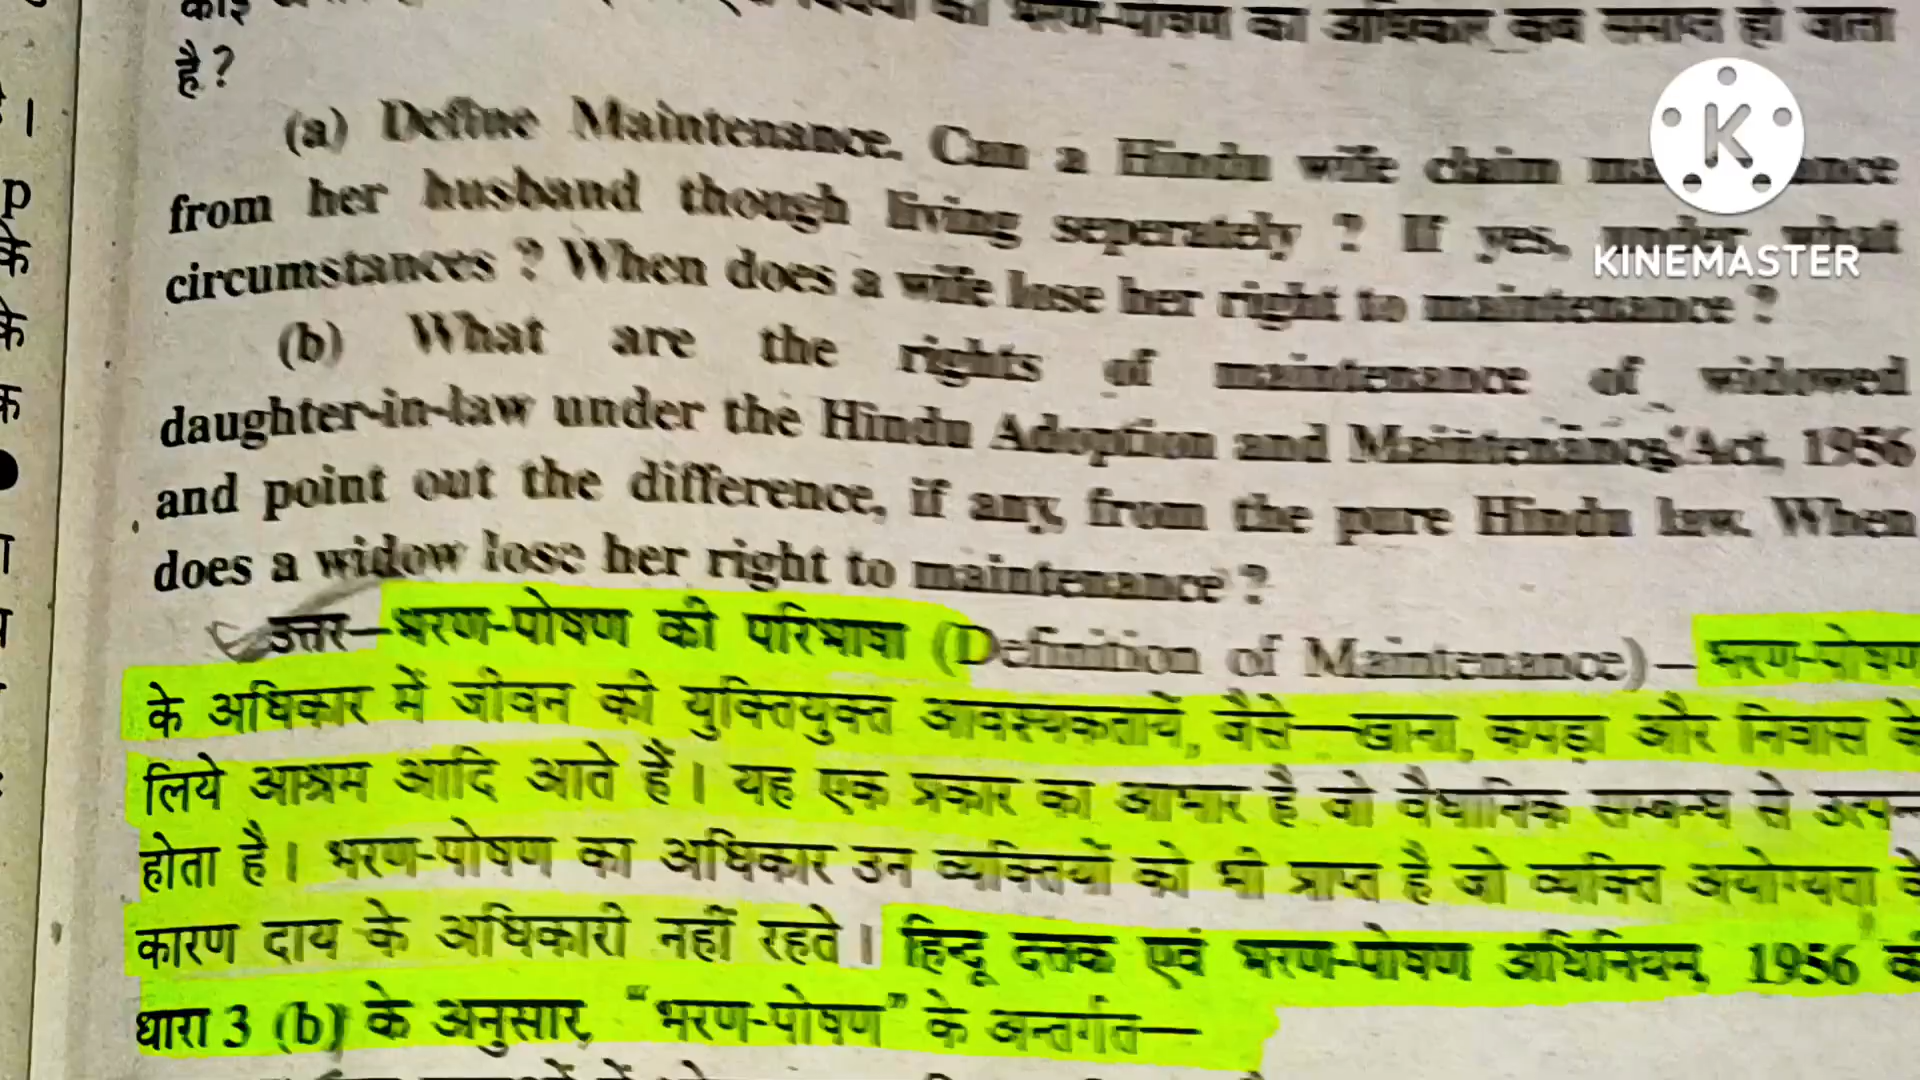 भरण-पोषण का अधिकार कब समाप्त हो जाता
है ?
(a) Define Maintenance. Can a Hindu wife claim
from her husband though living seperately ? If yes, under what
circumstances ? When does a wife lose her right to maintenance ?
(b) What are the rights of maintenance of widowed
daughter-in-law under the Hindu Adoption and Maintenance Act, 1956
and point out the difference, if any, from the pure Hindu law. When
does a widow lose her right to maintenance ?
उत्तर—भरण-पोषण की परिभाषा (Definition of Maintenance)—भरण-पोषण
के अधिकार में जीवन की युक्तियुक्त आवश्यकतायें, जैसे—खाना, कपड़ा और निवास के
लिये आश्रम आदि आते हैं। यह एक प्रकार का आभार है जो वैधानिक सम्बन्ध से उत्पन्न
होता है। भरण-पोषण का अधिकार उन व्यक्तियों को भी प्राप्त है जो व्यक्ति अयोग्यता के
कारण दाय के अधिकारी नहीं रहते। हिन्दू दत्तक एवं भरण-पोषण अधिनियम, 1956 की
धारा 3 (b) के अनुसार, "भरण-पोषण" के अन्तर्गत—
K
KINEMASTER